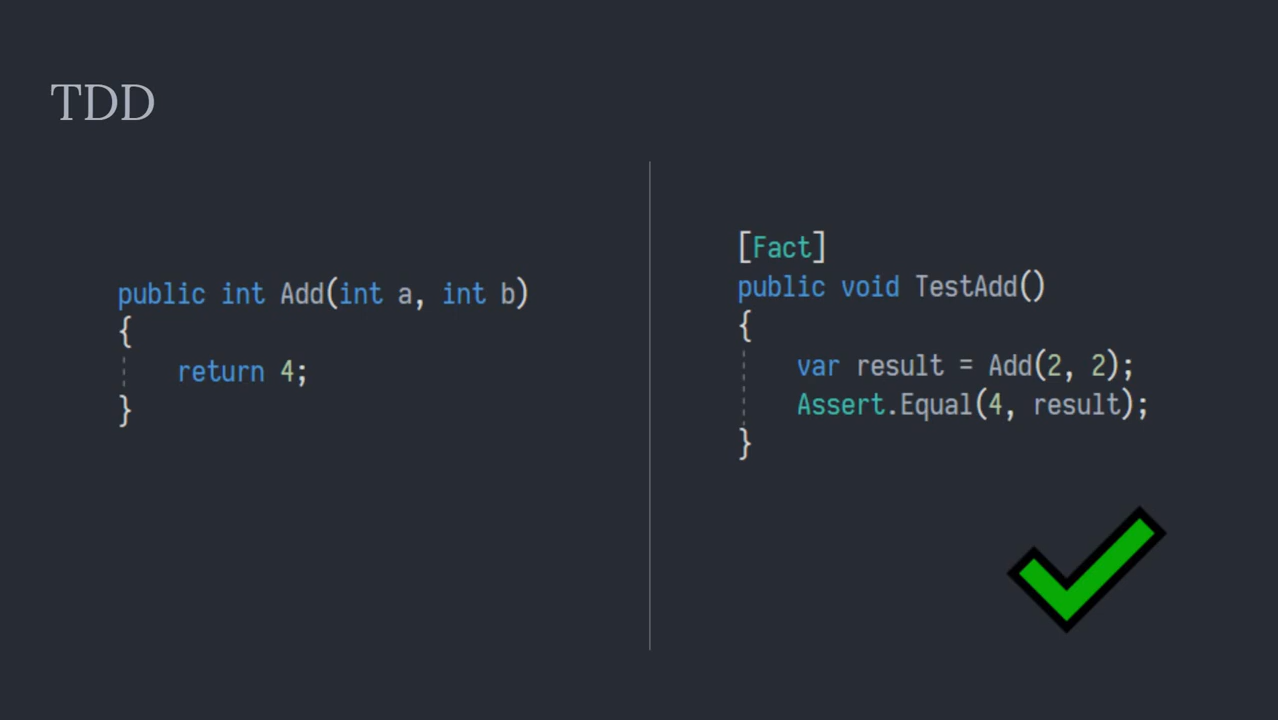 TDD
public int Add(int a, int b)
{
    return 4;
}
[Fact]
public void TestAdd()
{
    var result = Add(2, 2);
    Assert.Equal(4, result);
}